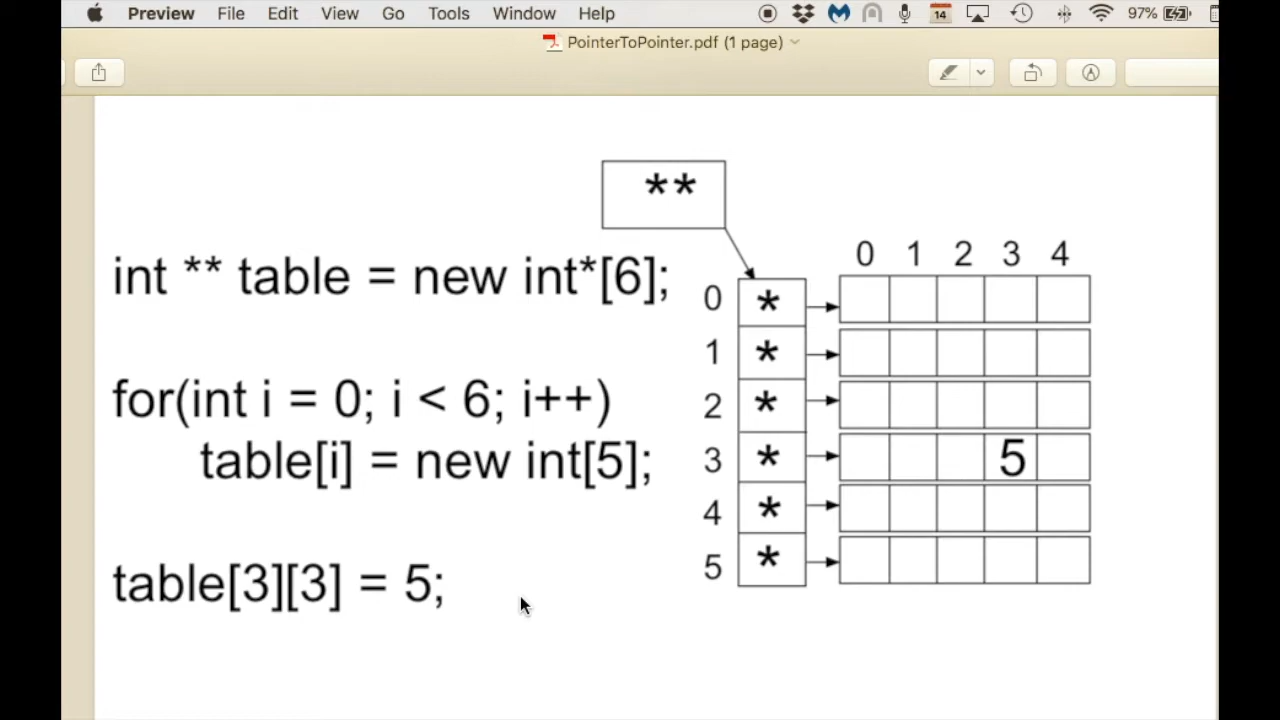 Preview File Edit View Go Tools Window Help 14 97%
PointerToPointer.pdf (1 page)
**
int ** table = new int*[6];
for(int i = 0; i < 6; i++)
table[i] = new int[5];
table[3][3] = 5;
0 1 2 3 4
0 *
1 *
2 *
3 * 5
4 *
5 *